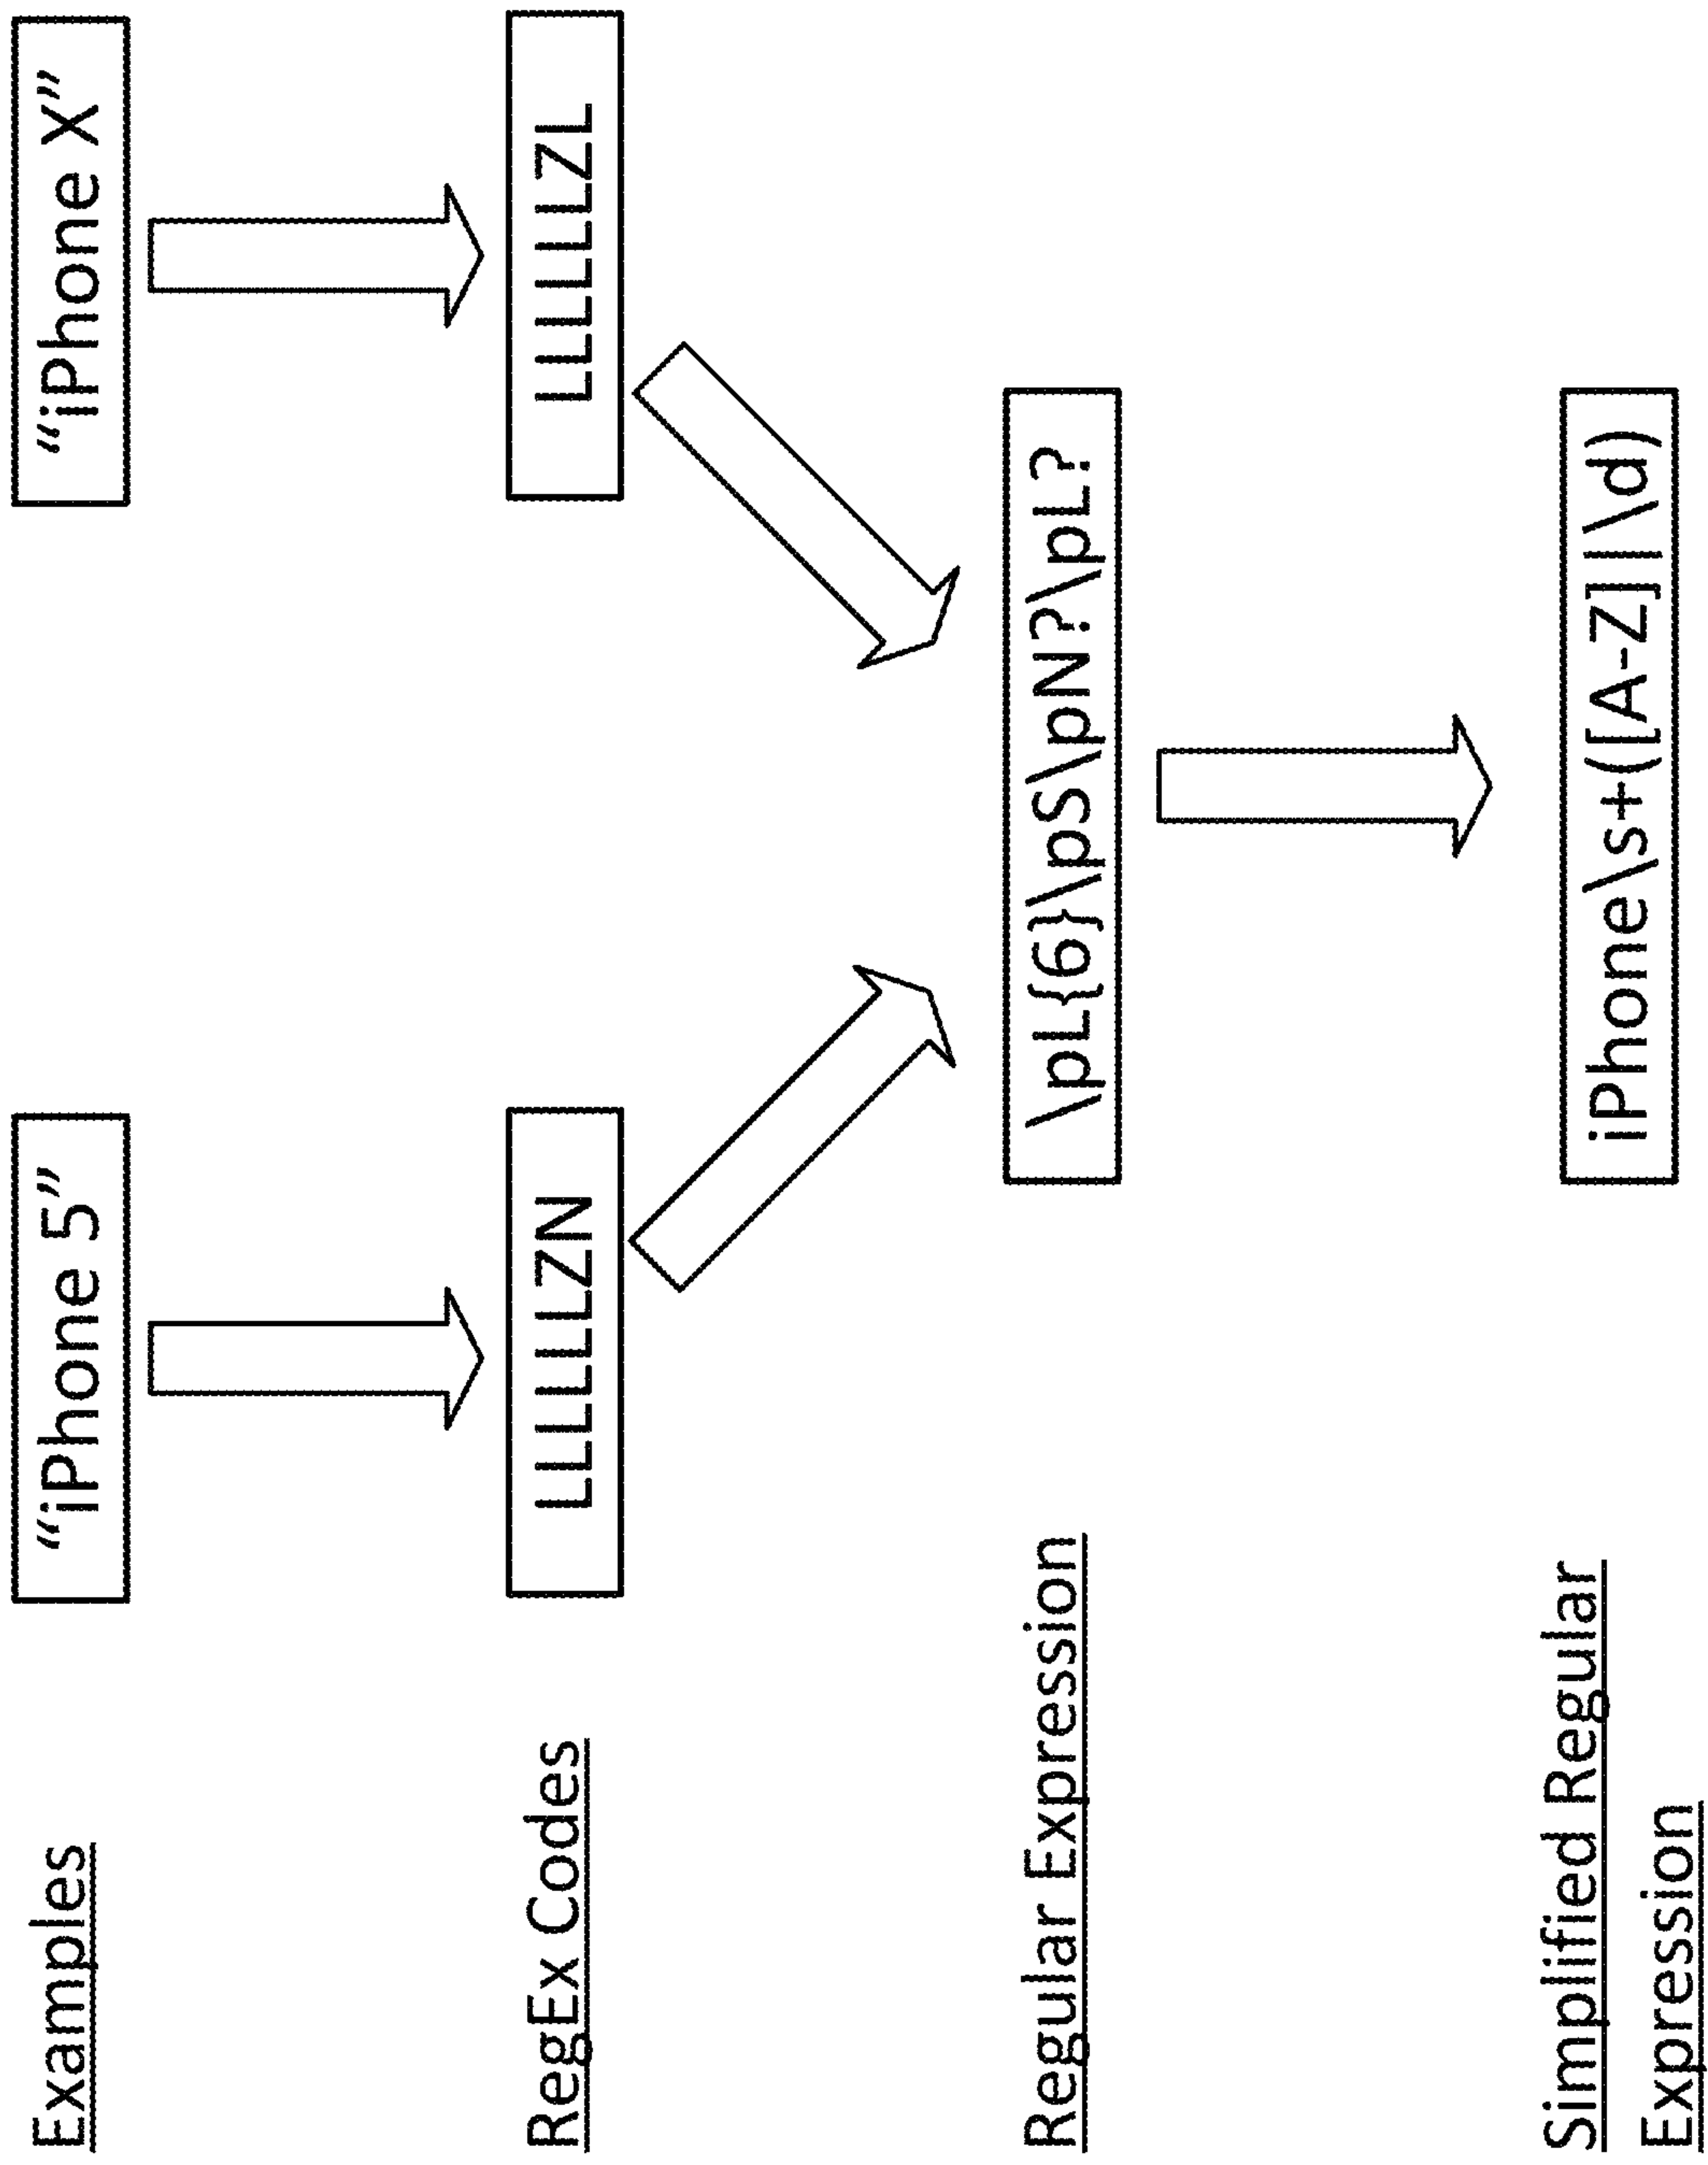 Examples
“iPhone 5”
“iPhone X”
RegEx Codes
LLLLLLZN
LLLLLLZL
Regular Expression
\pL{6}\pS\pN?\pL?
Simplified Regular
Expression
iPhone\s+([A-Z]|\d)